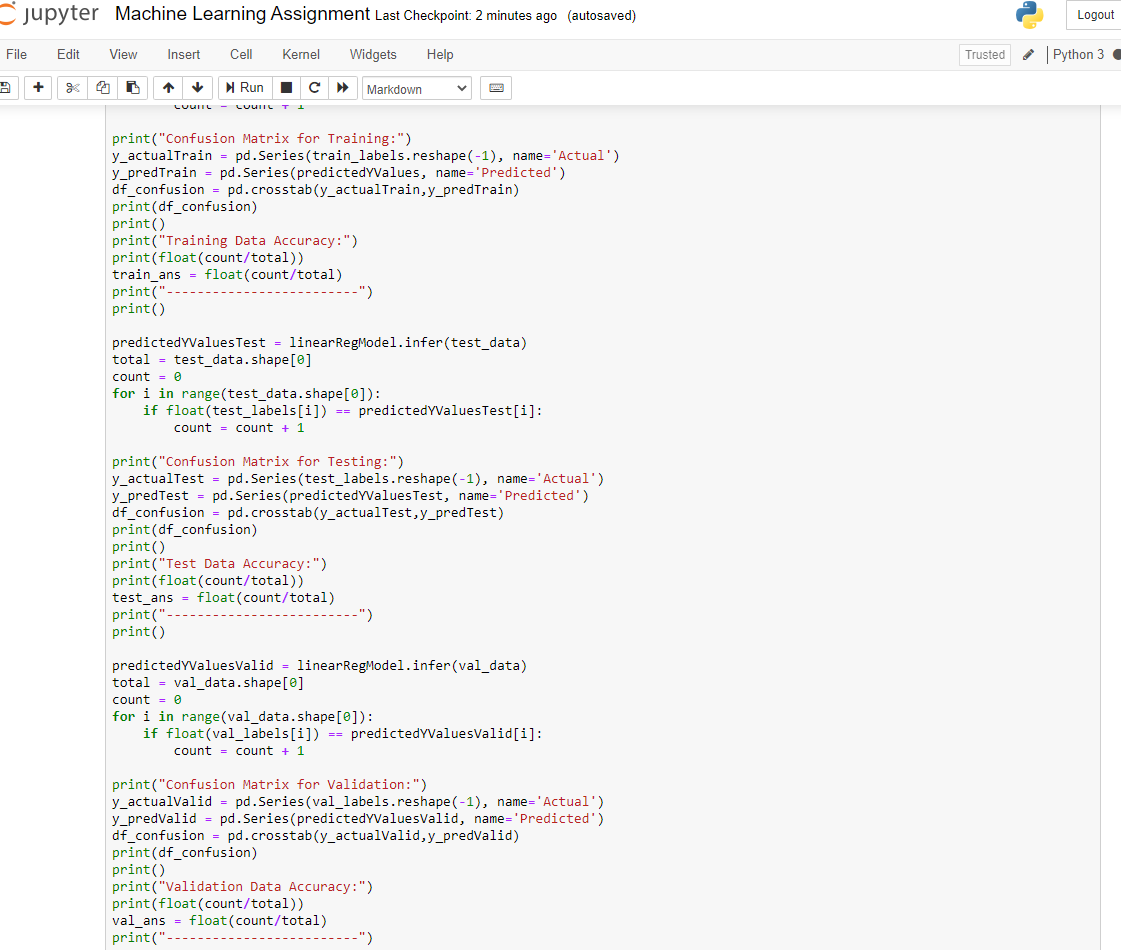 jupyter Machine Learning Assignment Last Checkpoint: 2 minutes ago (autosaved) Logout
File Edit View Insert Cell Kernel Widgets Help Trusted Python 3
Run Markdown
count = count + 1
print("Confusion Matrix for Training:")
y_actualTrain = pd.Series(train_labels.reshape(-1), name='Actual')
y_predTrain = pd.Series(predictedYValues, name='Predicted')
df_confusion = pd.crosstab(y_actualTrain,y_predTrain)
print(df_confusion)
print()
print("Training Data Accuracy:")
print(float(count/total))
train_ans = float(count/total)
print("-------------------------")
print()
predictedYValuesTest = linearRegModel.infer(test_data)
total = test_data.shape[0]
count = 0
for i in range(test_data.shape[0]):
    if float(test_labels[i]) == predictedYValuesTest[i]:
        count = count + 1
print("Confusion Matrix for Testing:")
y_actualTest = pd.Series(test_labels.reshape(-1), name='Actual')
y_predTest = pd.Series(predictedYValuesTest, name='Predicted')
df_confusion = pd.crosstab(y_actualTest,y_predTest)
print(df_confusion)
print()
print("Test Data Accuracy:")
print(float(count/total))
test_ans = float(count/total)
print("-------------------------")
print()
predictedYValuesValid = linearRegModel.infer(val_data)
total = val_data.shape[0]
count = 0
for i in range(val_data.shape[0]):
    if float(val_labels[i]) == predictedYValuesValid[i]:
        count = count + 1
print("Confusion Matrix for Validation:")
y_actualValid = pd.Series(val_labels.reshape(-1), name='Actual')
y_predValid = pd.Series(predictedYValuesValid, name='Predicted')
df_confusion = pd.crosstab(y_actualValid,y_predValid)
print(df_confusion)
print()
print("Validation Data Accuracy:")
print(float(count/total))
val_ans = float(count/total)
print("-------------------------")